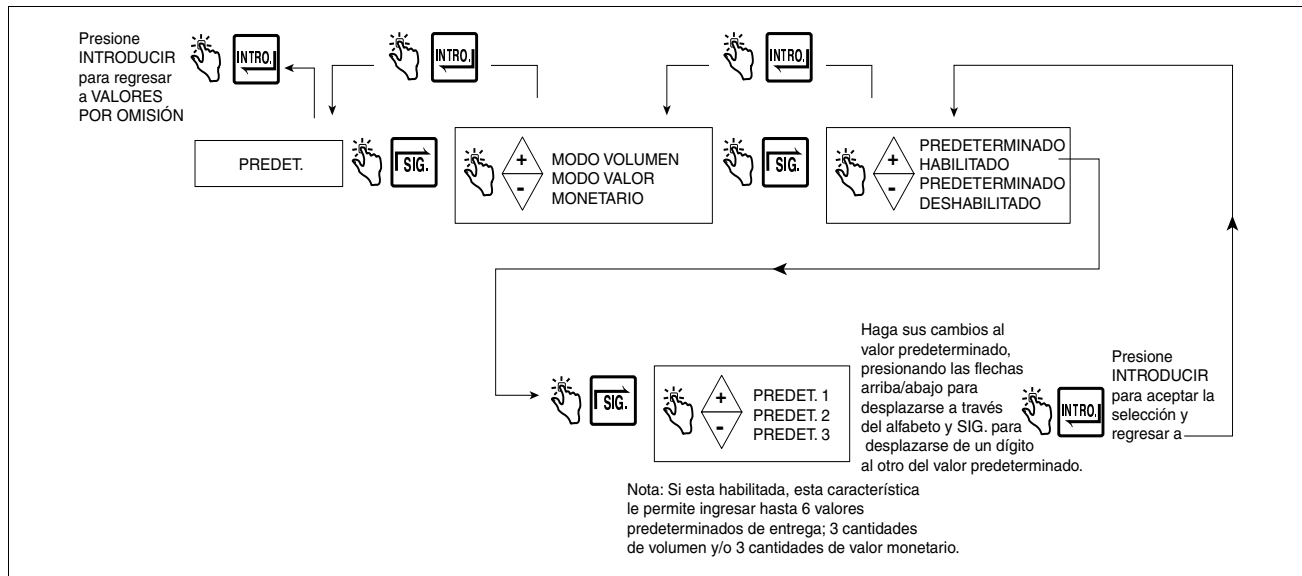 Presione
INTRODUCIR
para regresar
a VALORES
POR OMISIÓN
INTRO.
INTRO.
INTRO.
PREDET.
SIG.
+
-
MODO VOLUMEN
MODO VALOR
MONETARIO
SIG.
+
-
PREDETERMINADO
HABILITADO
PREDETERMINADO
DESHABILITADO
SIG.
+
-
PREDET. 1
PREDET. 2
PREDET. 3
Haga sus cambios al
valor predeterminado,
presionando las flechas
arriba/abajo para
desplazarse a través
del alfabeto y SIG. para
desplazarse de un dígito
al otro del valor predeterminado.
INTRO.
Presione
INTRODUCIR
para aceptar la
selección y
regresar a
Nota: Si esta habilitada, esta característica
le permite ingresar hasta 6 valores
predeterminados de entrega; 3 cantidades
de volumen y/o 3 cantidades de valor monetario.